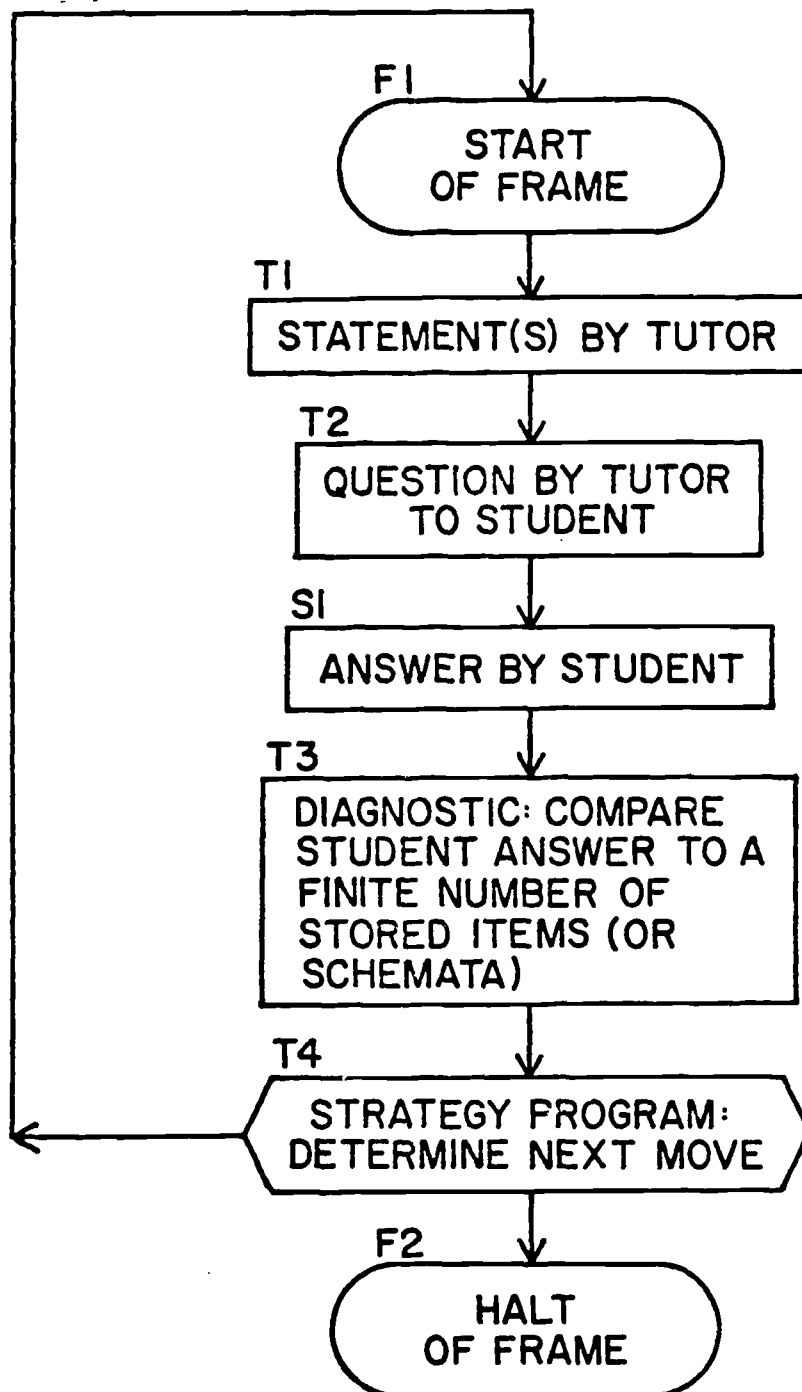 F1
START
OF FRAME
T1
STATEMENT(S) BY TUTOR
T2
QUESTION BY TUTOR
TO STUDENT
S1
ANSWER BY STUDENT
T3
DIAGNOSTIC: COMPARE
STUDENT ANSWER TO A
FINITE NUMBER OF
STORED ITEMS (OR
SCHEMATA)
T4
STRATEGY PROGRAM:
DETERMINE NEXT MOVE
F2
HALT
OF FRAME